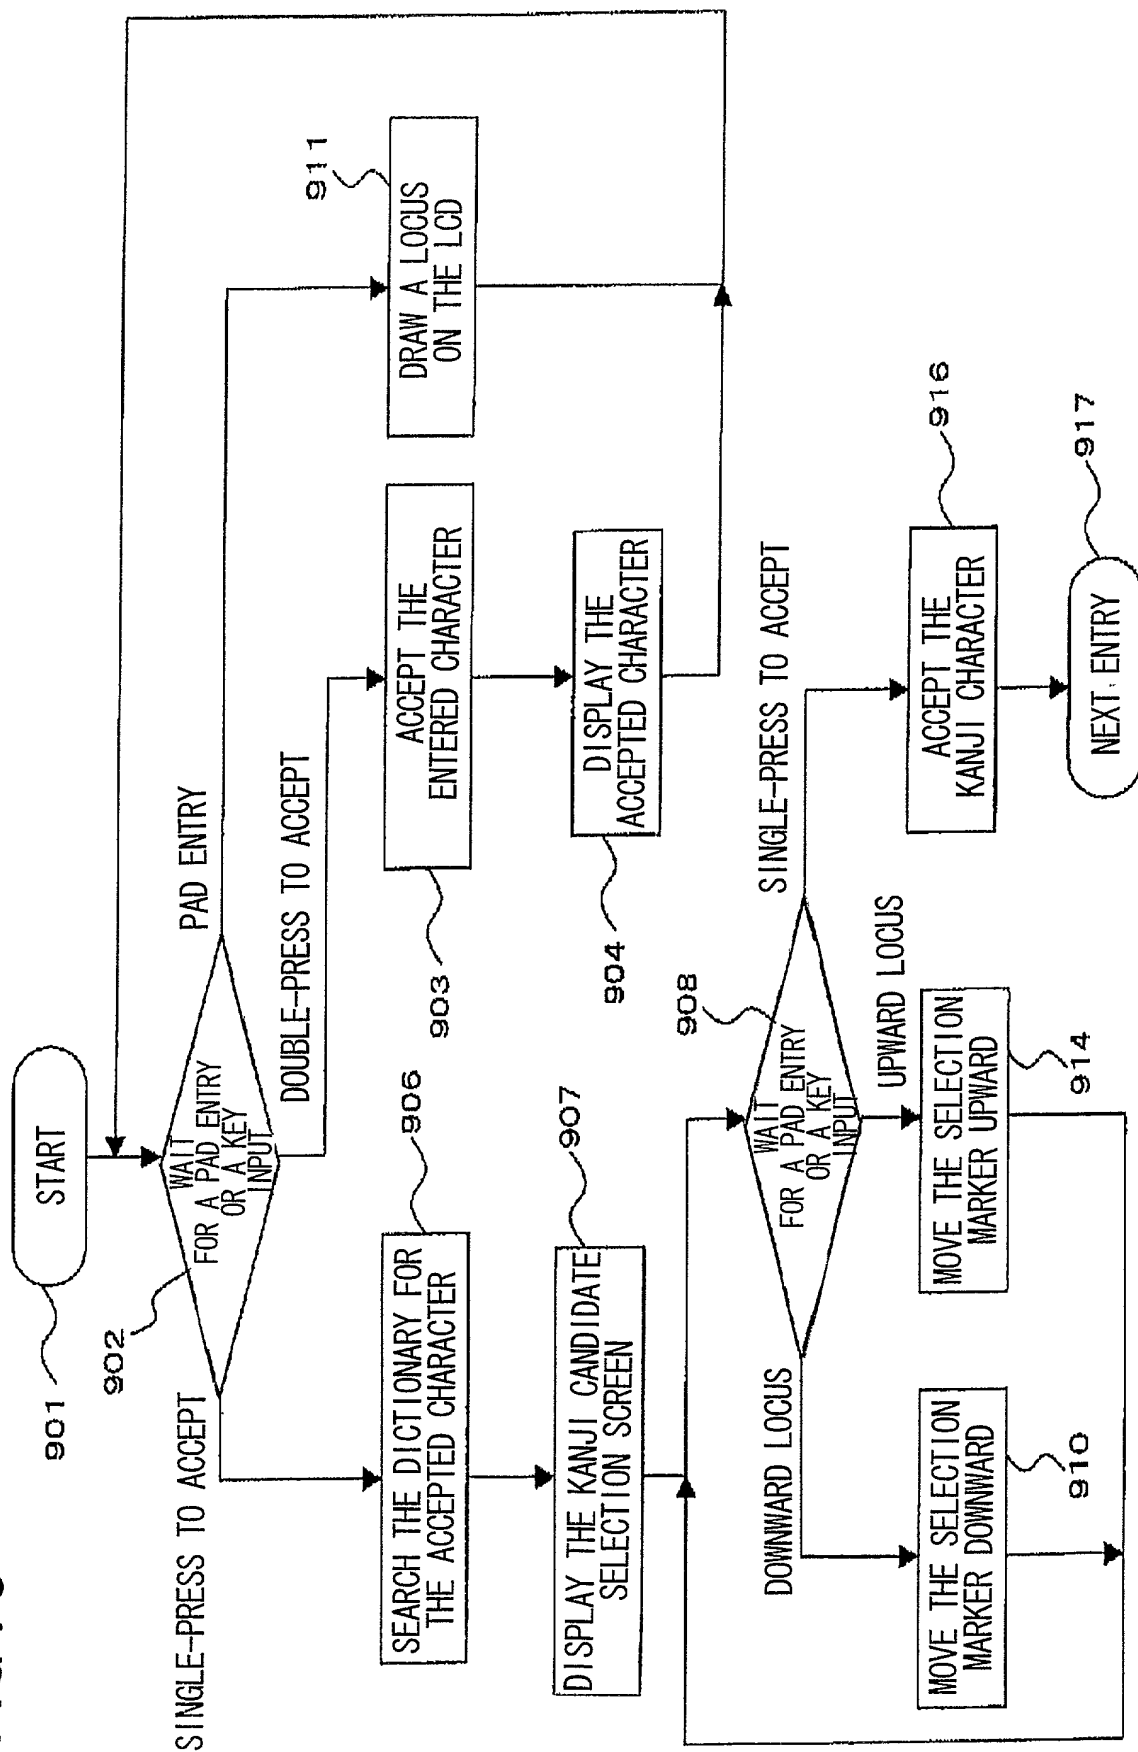 901
START
902
WAIT
FOR A PAD ENTRY
OR A KEY
INPUT
SINGLE-PRESS TO ACCEPT
DOUBLE-PRESS TO ACCEPT
PAD ENTRY
SEARCH THE DICTIONARY FOR
THE ACCEPTED CHARACTER
906
903
ACCEPT THE
ENTERED CHARACTER
DRAW A LOCUS
ON THE LCD
911
DISPLAY THE KANJI CANDIDATE
SELECTION SCREEN
907
904
DISPLAY THE
ACCEPTED CHARACTER
908
WAIT
FOR A PAD ENTRY
OR A KEY
INPUT
DOWNWARD LOCUS
UPWARD LOCUS
SINGLE-PRESS TO ACCEPT
MOVE THE SELECTION
MARKER DOWNWARD
910
MOVE THE SELECTION
MARKER UPWARD
914
ACCEPT THE
KANJI CHARACTER
916
NEXT ENTRY
917